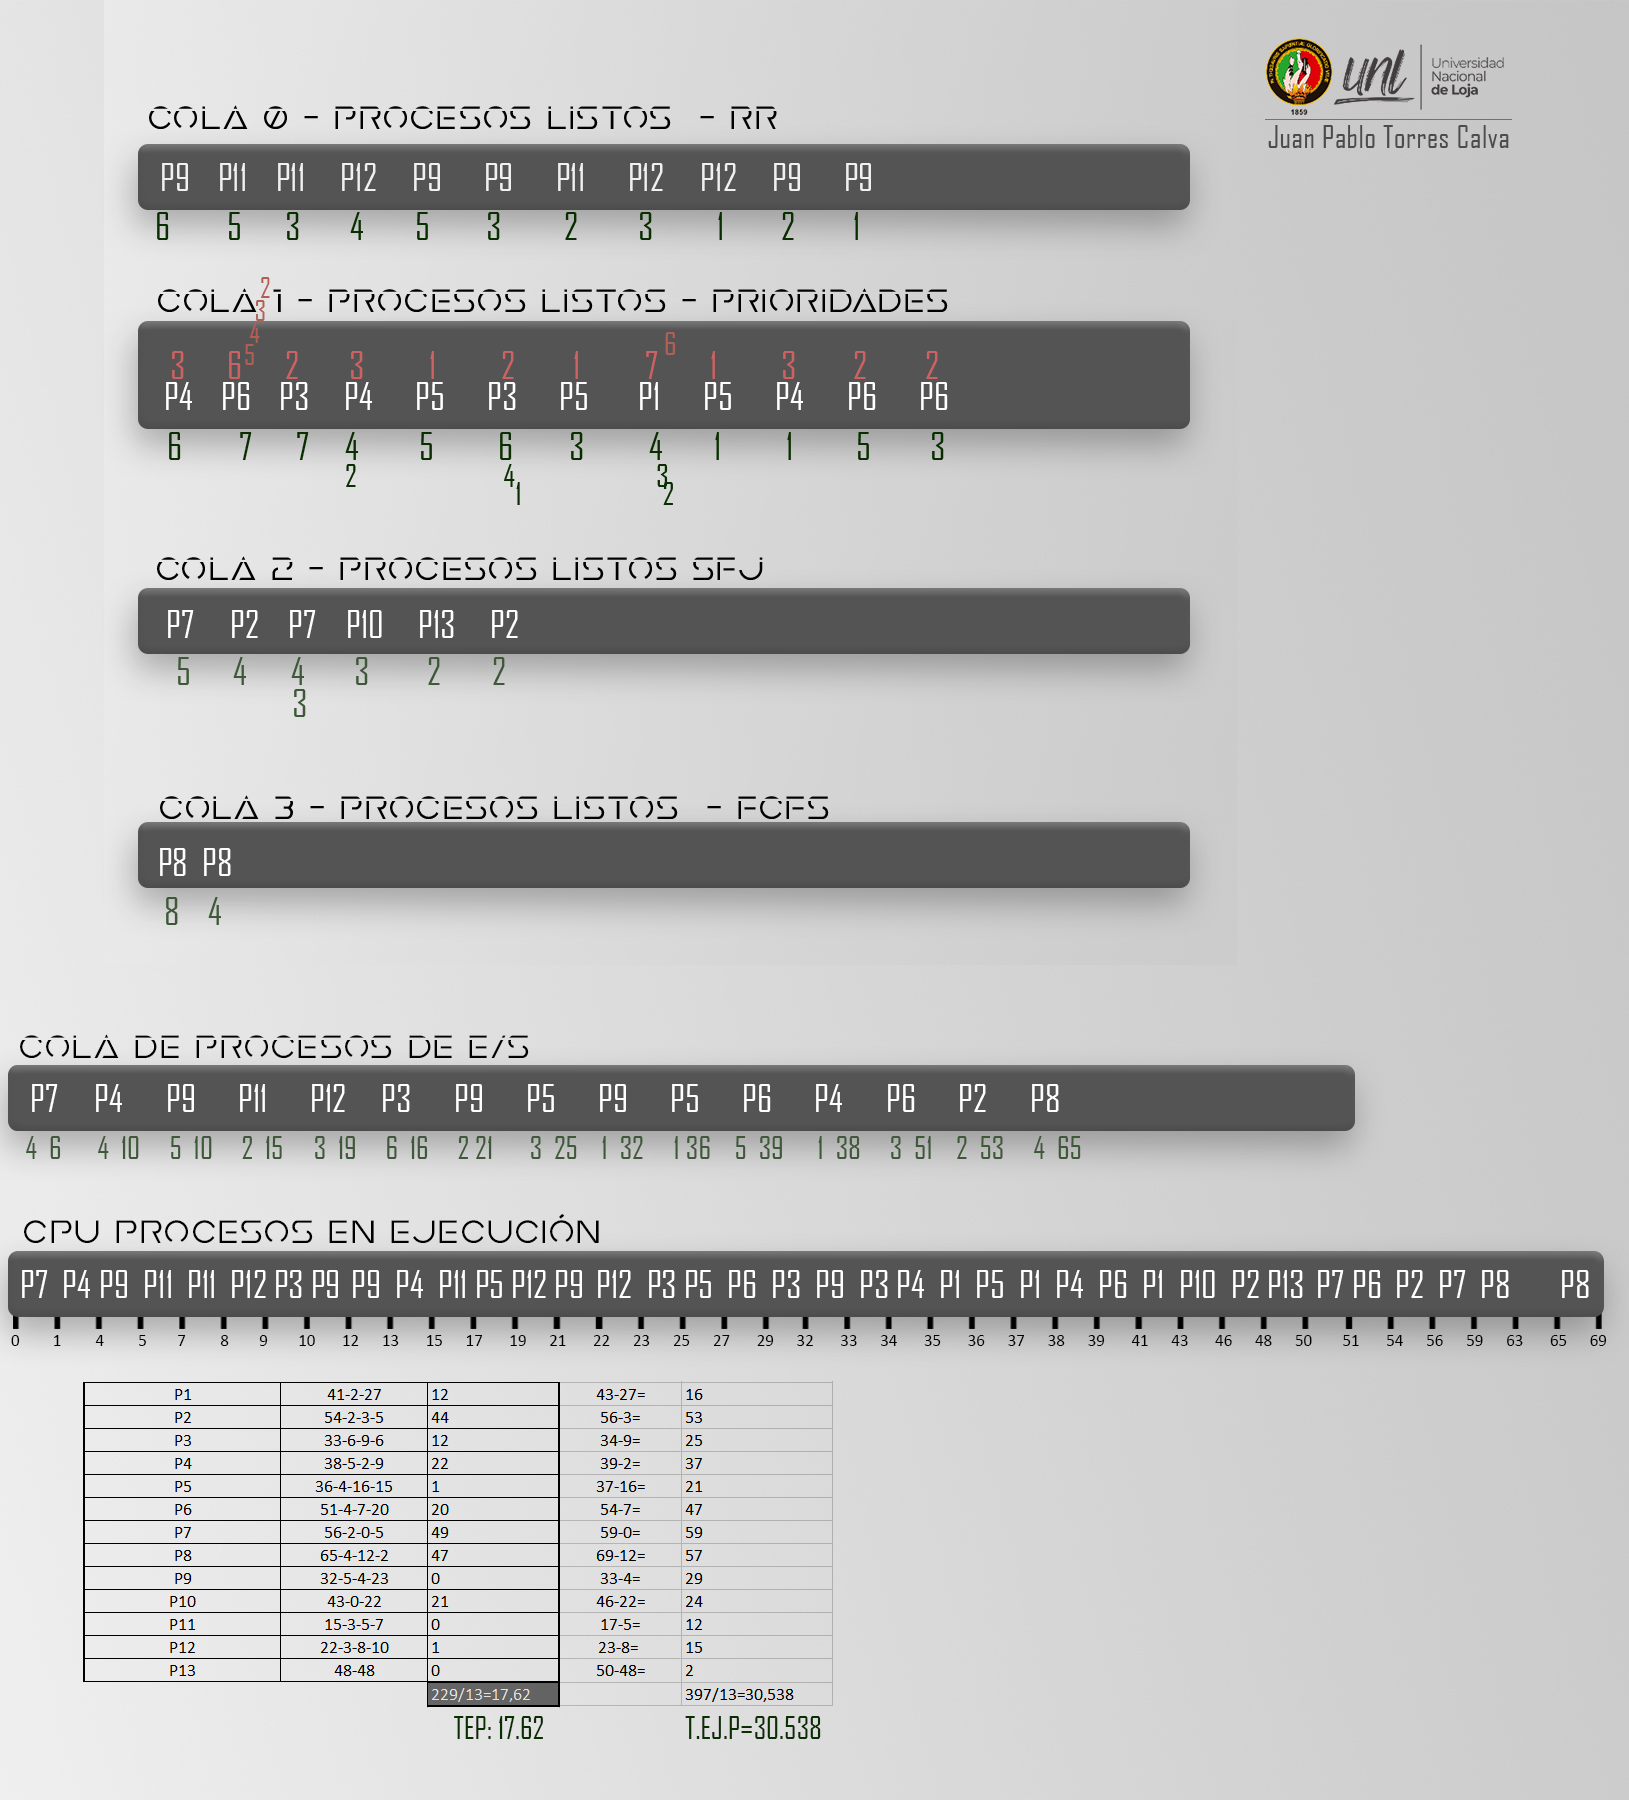 Universidad
Nacional
de Loja
unl
1859
Juan Pablo Torres Calva
COLA 0 - PROCESOS LISTOS - RR
P9 P11 P11 P12 P9 P9 P11 P12 P12 P9 P9
6 5 3 4 5 3 2 3 1 2 1
COLA 1 - PROCESOS LISTOS - PRIORIDADES
2
3
4
5 6
3 6 2 3 1 2 1 7 1 3 2 2
P4 P6 P3 P4 P5 P3 P5 P1 P5 P4 P6 P6
6 7 7 4 5 6 3 4 1 1 5 3
2 4 3
1 2
COLA 2 - PROCESOS LISTOS SFJ
P7 P2 P7 P10 P13 P2
5 4 4 3 2 2
3
COLA 3 - PROCESOS LISTOS - FCFS
P8 P8
8 4
COLA DE PROCESOS DE E/S
P7 P4 P9 P11 P12 P3 P9 P5 P9 P5 P6 P4 P6 P2 P8
4 6 4 10 5 10 2 15 3 19 6 16 2 21 3 25 1 32 1 36 5 39 1 38 3 51 2 53 4 65
CPU PROCESOS EN EJECUCIÓN
P7 P4 P9 P11 P11 P12 P3 P9 P9 P4 P11 P5 P12 P9 P12 P3 P5 P6 P3 P9 P3 P4 P1 P5 P1 P4 P6 P1 P10 P2 P13 P7 P6 P2 P7 P8 P8
0 1 4 5 7 8 9 10 12 13 15 17 19 21 22 23 25 27 29 32 33 34 35 36 37 38 39 41 43 46 48 50 51 54 56 59 63 65 69
P1 41-2-27 12 43-27= 16
P2 54-2-3-5 44 56-3= 53
P3 33-6-9-6 12 34-9= 25
P4 38-5-2-9 22 39-2= 37
P5 36-4-16-15 1 37-16= 21
P6 51-4-7-20 20 54-7= 47
P7 56-2-0-5 49 59-0= 59
P8 65-4-12-2 47 69-12= 57
P9 32-5-4-23 0 33-4= 29
P10 43-0-22 21 46-22= 24
P11 15-3-5-7 0 17-5= 12
P12 22-3-8-10 1 23-8= 15
P13 48-48 0 50-48= 2
229/13=17,62 397/13=30,538
TEP: 17.62 T.EJ.P=30.538